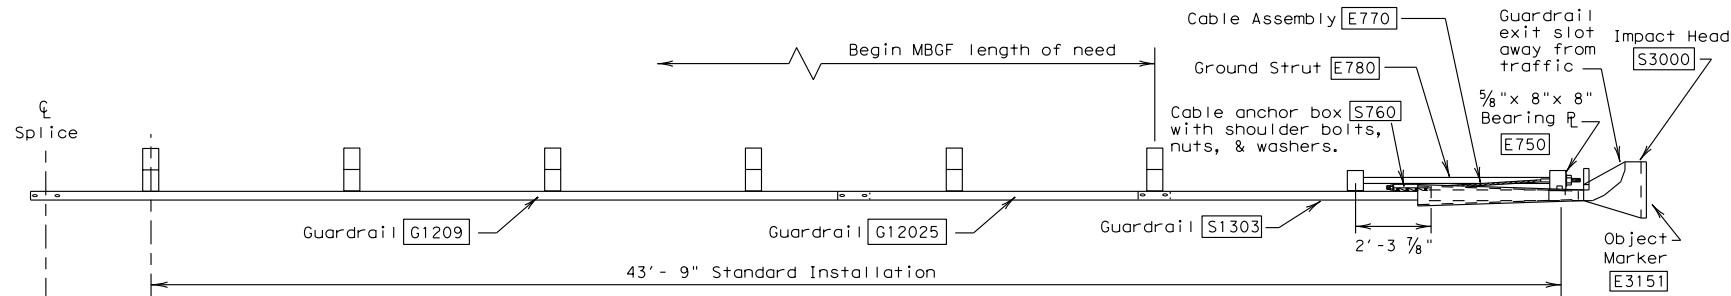 Cable Assembly E770
Guardrail
exit slot
away from
traffic
Impact Head
S3000
Begin MBGF length of need
Ground Strut E780
Cable anchor box S760
with shoulder bolts,
nuts, & washers.
5/8"x 8"x 8"
Bearing PL
E750
CL
Splice
Guardrail G1209
Guardrail G12025
Guardrail S1303
2'-3 7/8"
Object
Marker
E3151
43'- 9" Standard Installation